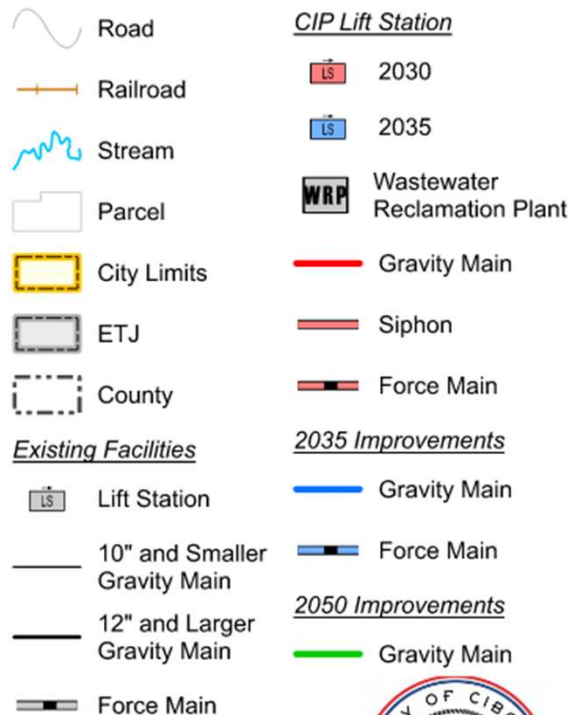 Road
Railroad
Stream
Parcel
City Limits
ETJ
County
Existing Facilities
LS Lift Station
10" and Smaller
Gravity Main
12" and Larger
Gravity Main
Force Main
CIP Lift Station
LS 2030
LS 2035
WRP Wastewater
Reclamation Plant
Gravity Main
Siphon
Force Main
2035 Improvements
Gravity Main
Force Main
2050 Improvements
Gravity Main
OF